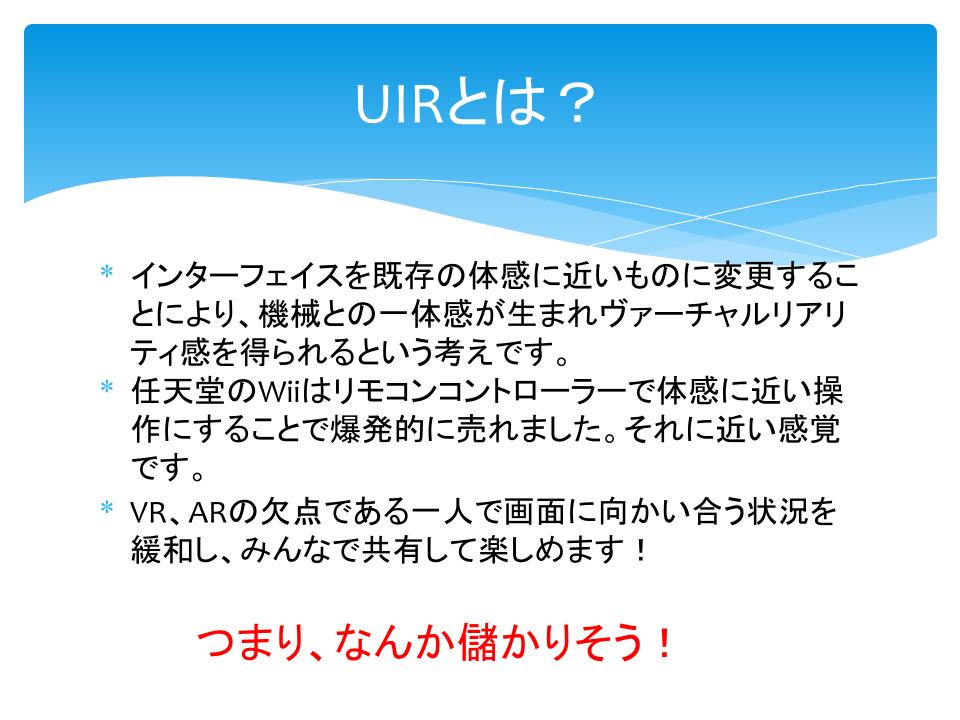 UIRとは？
* インターフェイスを既存の体感に近いものに変更するこ
とにより、機械との一体感が生まれヴァーチャルリアリ
ティ感を得られるという考えです。
* 任天堂のWiiはリモコンコントローラーで体感に近い操
作にすることで爆発的に売れました。それに近い感覚
です。
* VR、ARの欠点である一人で画面に向かい合う状況を
緩和し、みんなで共有して楽しめます！
つまり、なんか儲かりそう！